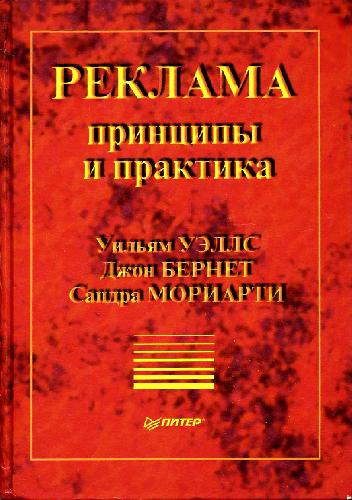 РЕКЛАМА
принципы
и практика
Уильям УЭЛЛС
Джон БЕРНЕТ
Сандра МОРИАРТИ
ПИТЕР®